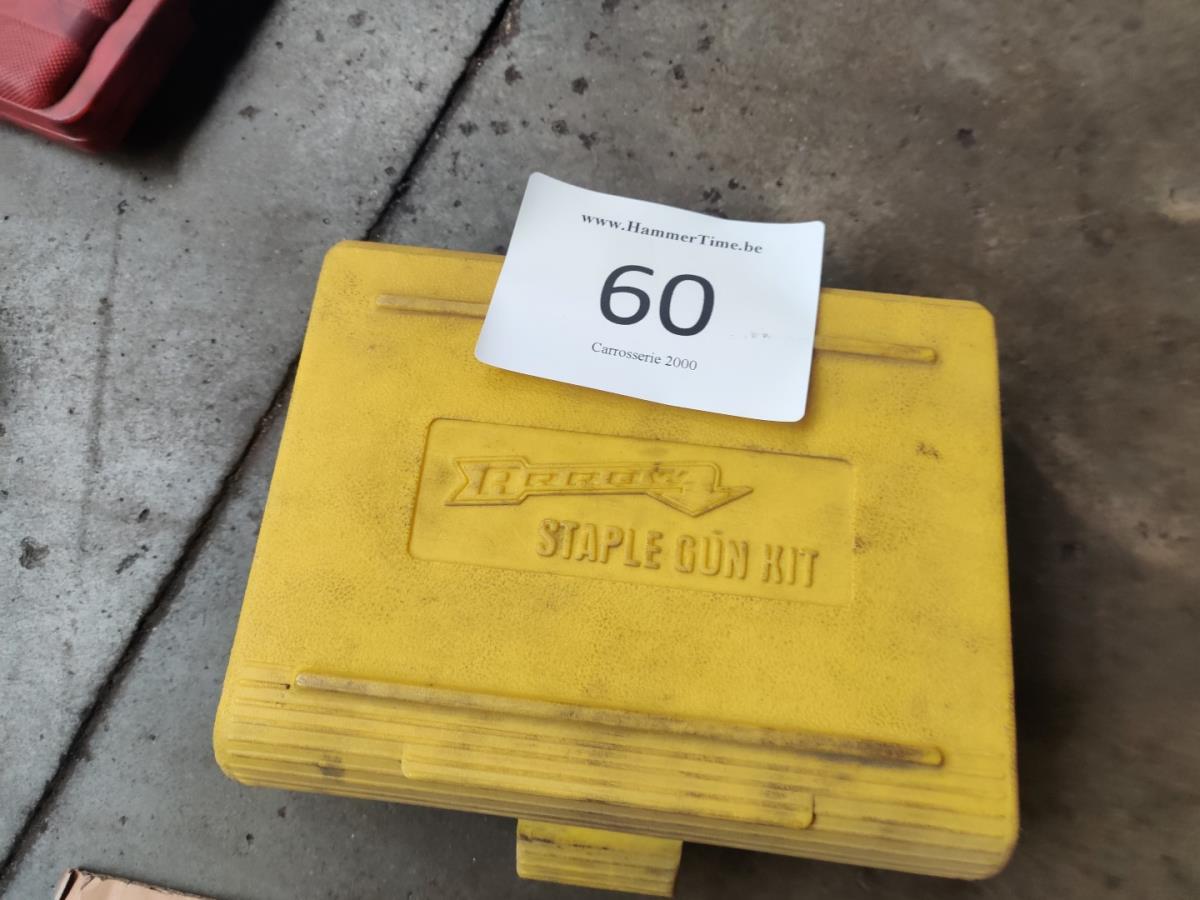 www.HammerTime.be
60
Carrosserie 2000
Arrow
STAPLE GUN KIT